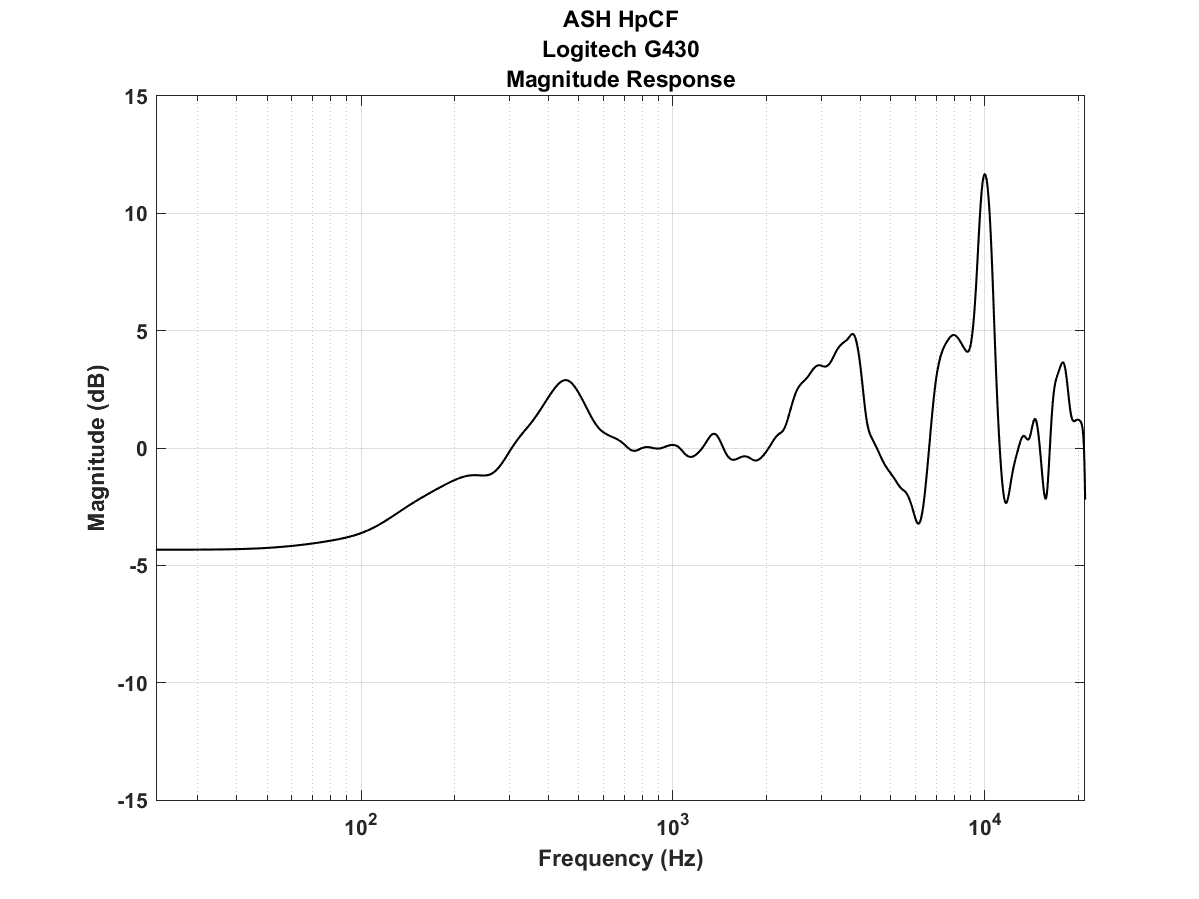 ASH HpCF
Logitech G430
Magnitude Response
15
10
5
0
-5
-10
-15
Magnitude (dB)
10² 10³ 10⁴
Frequency (Hz)